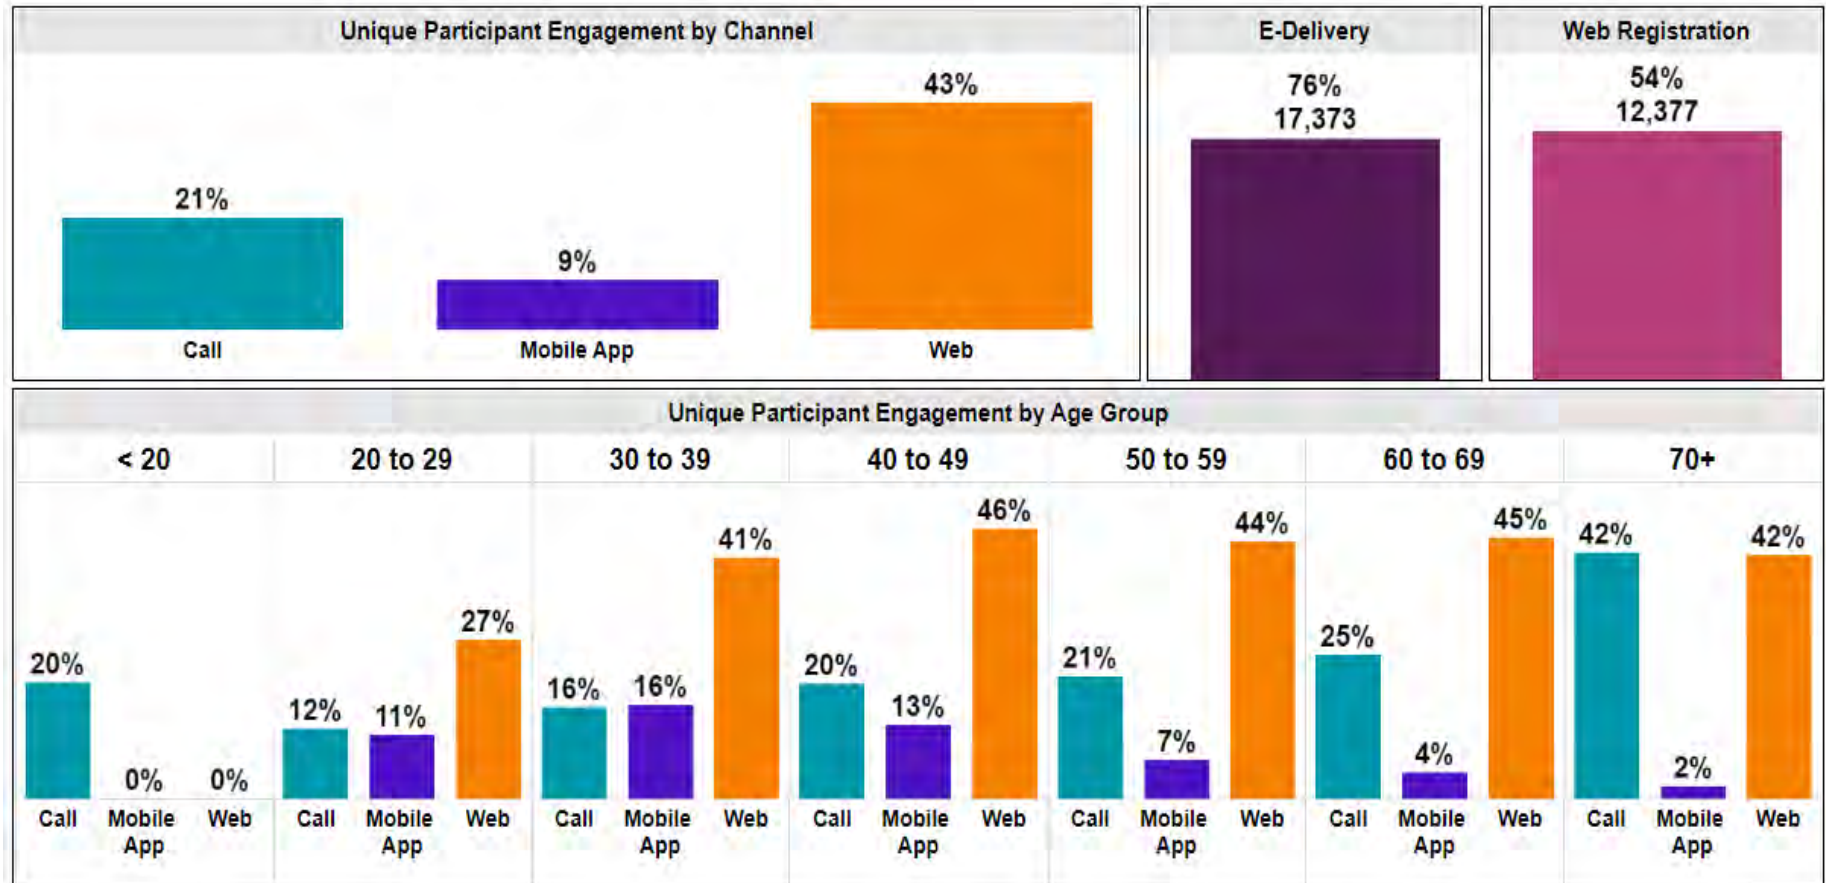 Unique Participant Engagement by Channel
43%
21%
9%
Call Mobile App Web
E-Delivery
76%
17,373
Web Registration
54%
12,377
Unique Participant Engagement by Age Group
< 20
20%
0%
0%
Call Mobile App Web
20 to 29
12%
11%
27%
Call Mobile App Web
30 to 39
16%
16%
41%
Call Mobile App Web
40 to 49
20%
13%
46%
Call Mobile App Web
50 to 59
21%
7%
44%
Call Mobile App Web
60 to 69
25%
4%
45%
Call Mobile App Web
70+
42%
2%
42%
Call Mobile App Web